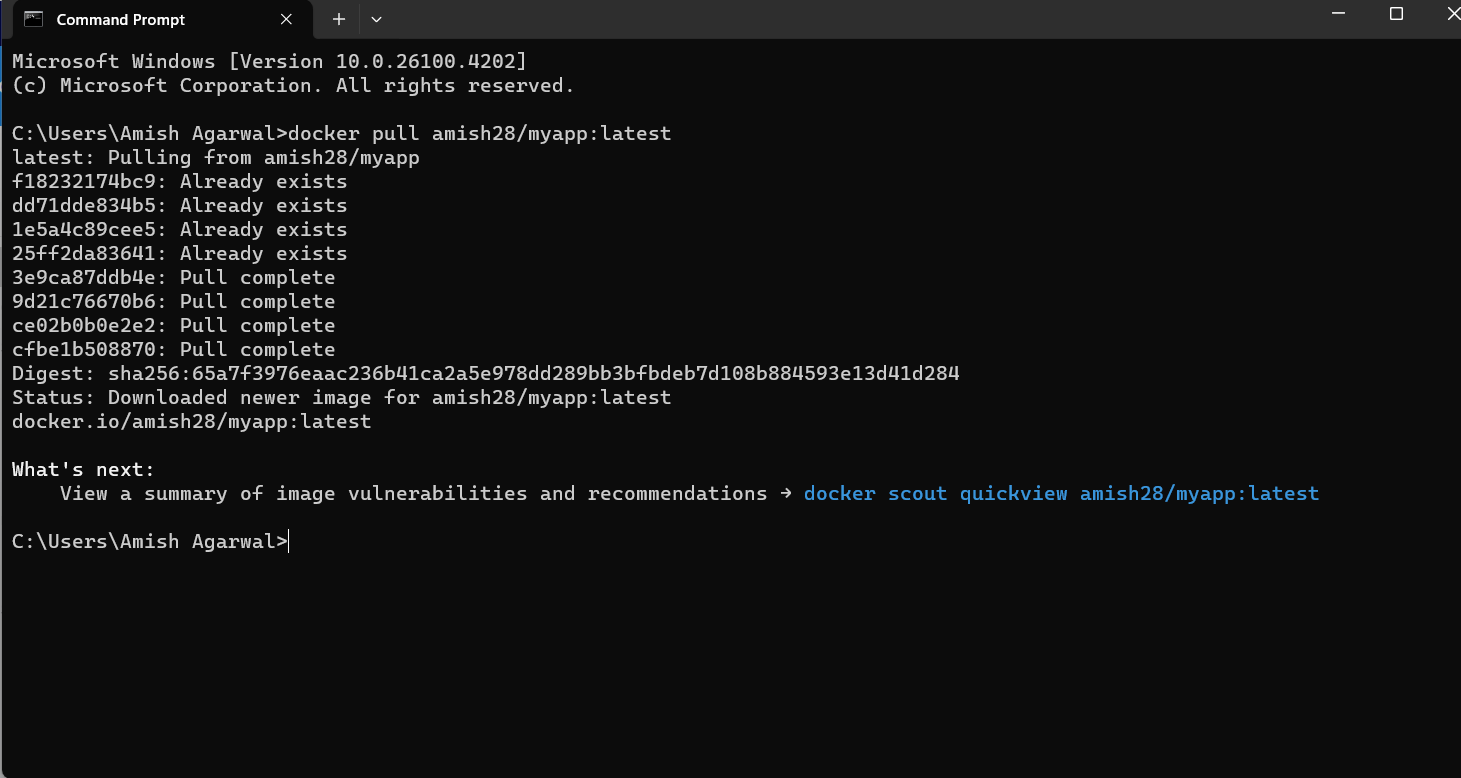 Command Prompt
Microsoft Windows [Version 10.0.26100.4202]
(c) Microsoft Corporation. All rights reserved.
C:\Users\Amish Agarwal>docker pull amish28/myapp:latest
latest: Pulling from amish28/myapp
f18232174bc9: Already exists
dd71dde834b5: Already exists
1e5a4c89cee5: Already exists
25ff2da83641: Already exists
3e9ca87ddb4e: Pull complete
9d21c76670b6: Pull complete
ce02b0b0e2e2: Pull complete
cfbe1b508870: Pull complete
Digest: sha256:65a7f3976eaac236b41ca2a5e978dd289bb3bfbdeb7d108b884593e13d41d284
Status: Downloaded newer image for amish28/myapp:latest
docker.io/amish28/myapp:latest
What's next:
View a summary of image vulnerabilities and recommendations → docker scout quickview amish28/myapp:latest
C:\Users\Amish Agarwal>